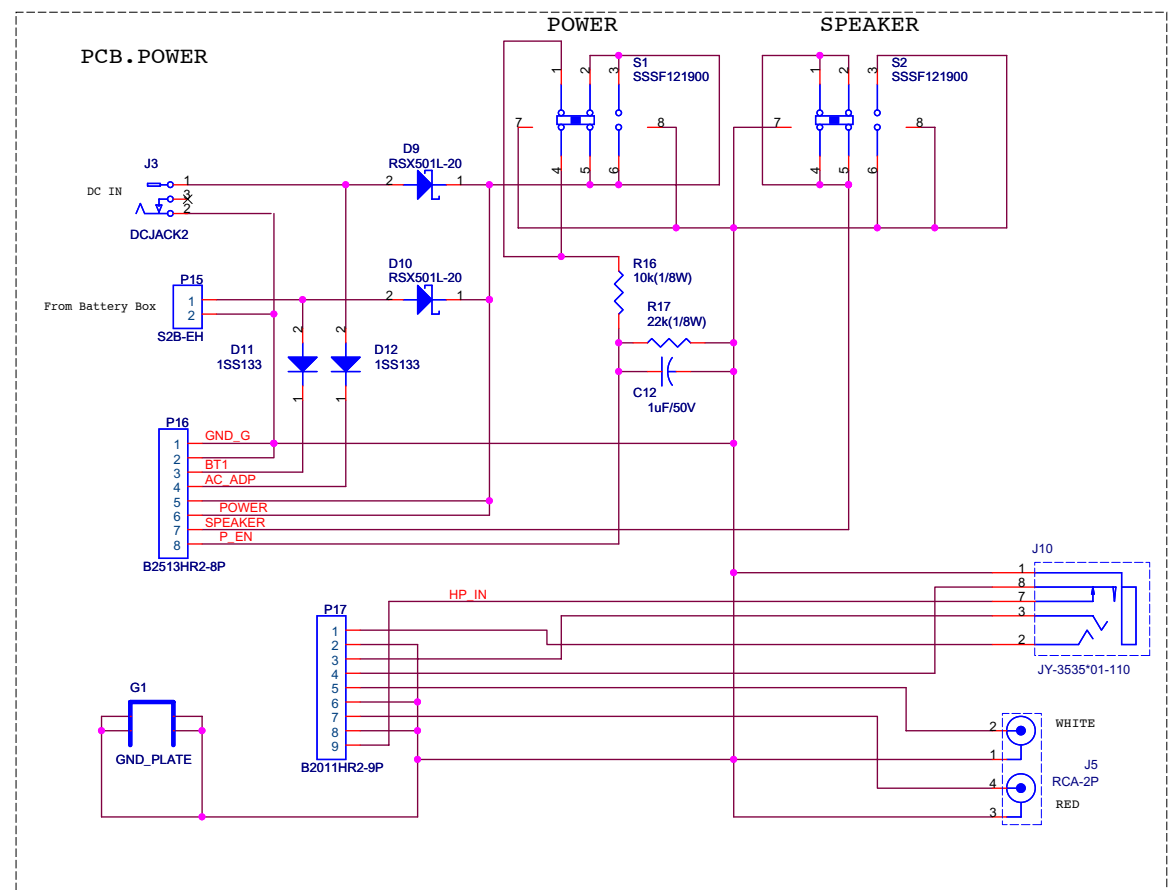 POWER
SPEAKER
PCB.POWER
S1
SSSF121900
S2
SSSF121900
1
2
3
1
2
3
7
8
7
8
4
5
6
4
5
6
D9
RSX501L-20
J3
DC IN
1
3
2
2
1
DCJACK2
D10
RSX501L-20
R16
10k(1/8W)
P15
From Battery Box
1
2
2
1
S2B-EH
R17
22k(1/8W)
2
2
D11
1SS133
D12
1SS133
1
1
C12
1uF/50V
P16
1
GND_G
2
3
BT1
4
AC_ADP
5
6
POWER
7
SPEAKER
8
P_EN
B2513HR2-8P
J10
1
8
7
3
2
JY-3535*01-110
HP_IN
P17
1
2
3
4
5
6
7
8
9
B2011HR2-9P
G1
GND_PLATE
2
WHITE
1
J5
RCA-2P
4
RED
3